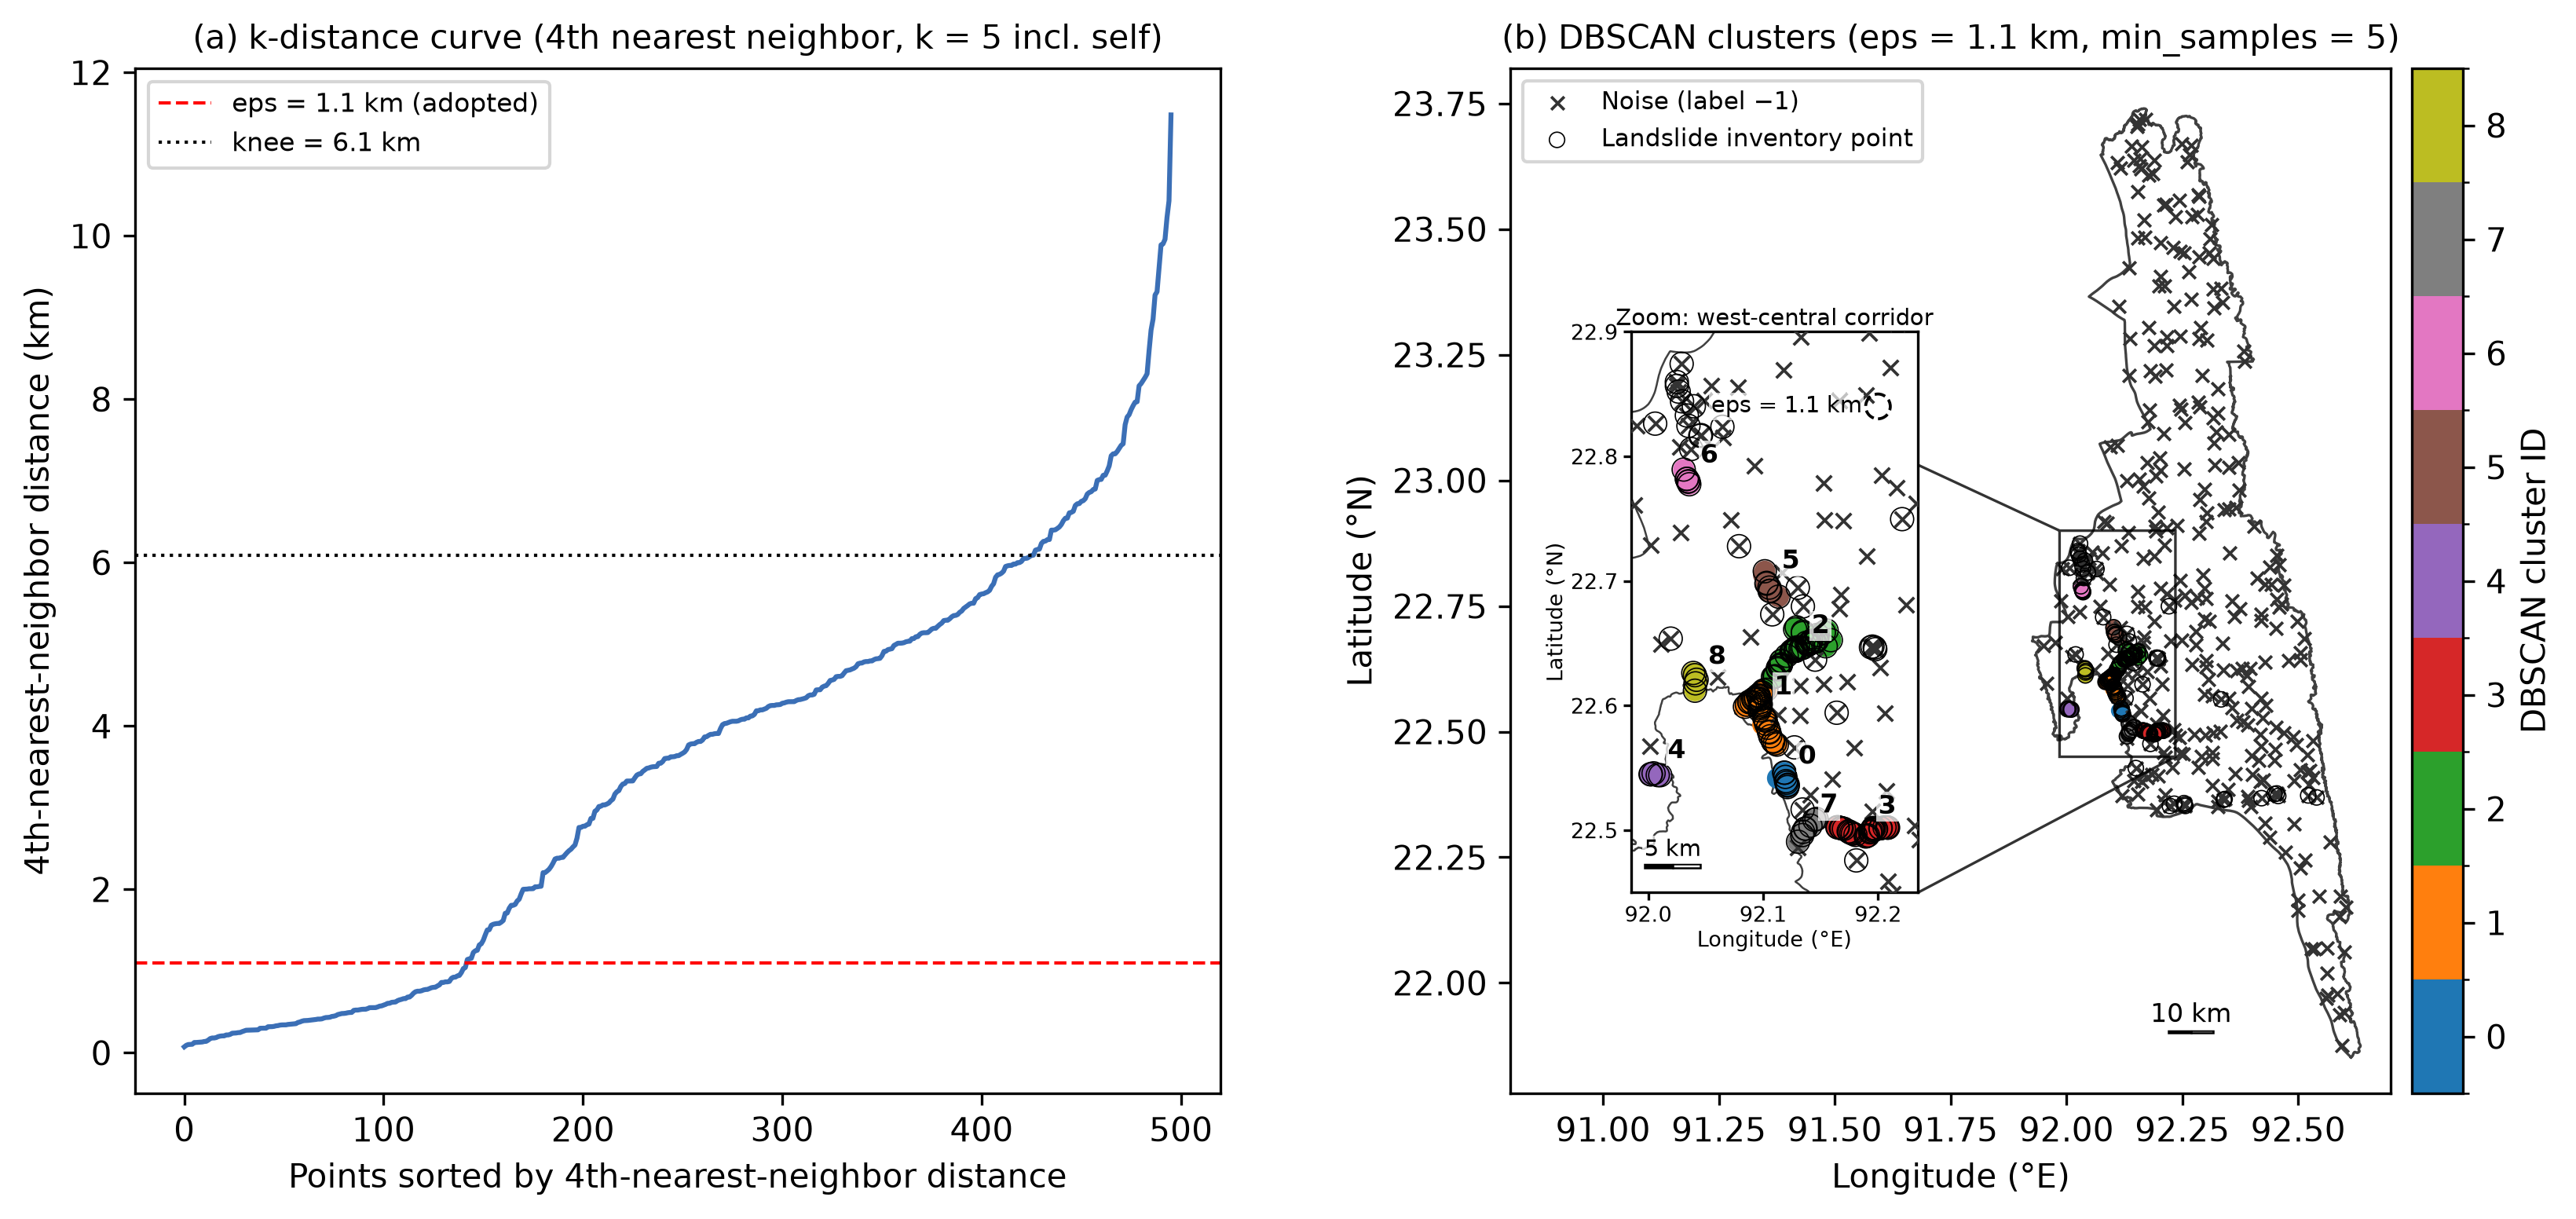 (a) k-distance curve (4th nearest neighbor, k = 5 incl. self)
eps = 1.1 km (adopted)
knee = 6.1 km
12
10
8
6
4
2
0
4th-nearest-neighbor distance (km)
0 100 200 300 400 500
Points sorted by 4th-nearest-neighbor distance
(b) DBSCAN clusters (eps = 1.1 km, min_samples = 5)
Noise (label −1)
Landslide inventory point
23.75
23.50
23.25
23.00
22.75
22.50
22.25
22.00
Latitude (°N)
Zoom: west-central corridor
22.9
22.8
22.7
22.6
22.5
Latitude (°N)
eps = 1.1 km
6
5
2
8
1
4
0
7
3
5 km
92.0 92.1 92.2
Longitude (°E)
10 km
91.00 91.25 91.50 91.75 92.00 92.25 92.50
Longitude (°E)
8
7
6
5
4
3
2
1
0
DBSCAN cluster ID